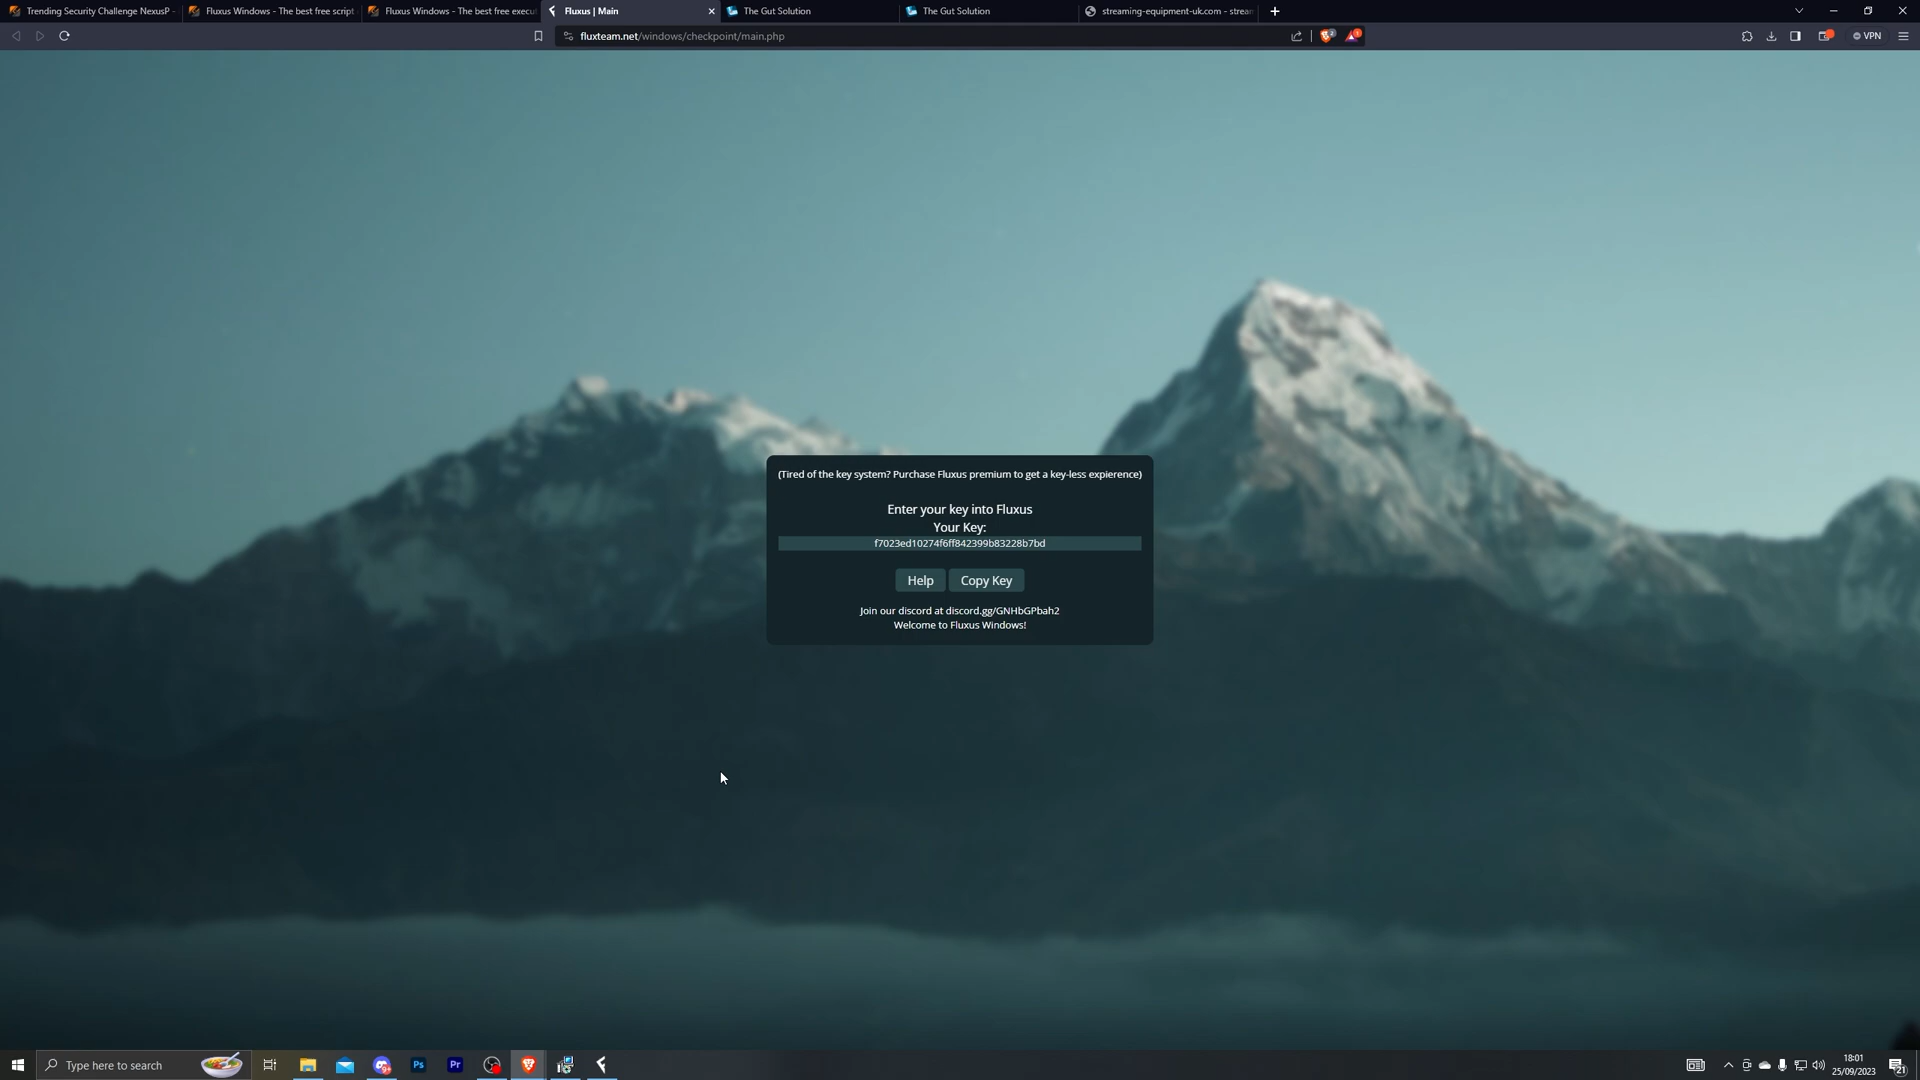 Trending Security Challenge NexusP
Fluxus Windows - The best free script
Fluxus Windows - The best free execu
Fluxus | Main
The Gut Solution
The Gut Solution
streaming-equipment-uk.com - strean
fluxteam.net/windows/checkpoint/main.php
VPN
(Tired of the key system? Purchase Fluxus premium to get a key-less expierence)
Enter your key into Fluxus
Your Key:
f7023ed10274f6ff842399b83228b7bd
Help
Copy Key
Join our discord at discord.gg/GNHbGPbah2
Welcome to Fluxus Windows!
Type here to search
Ps
Pr
18:01
25/09/2023
21